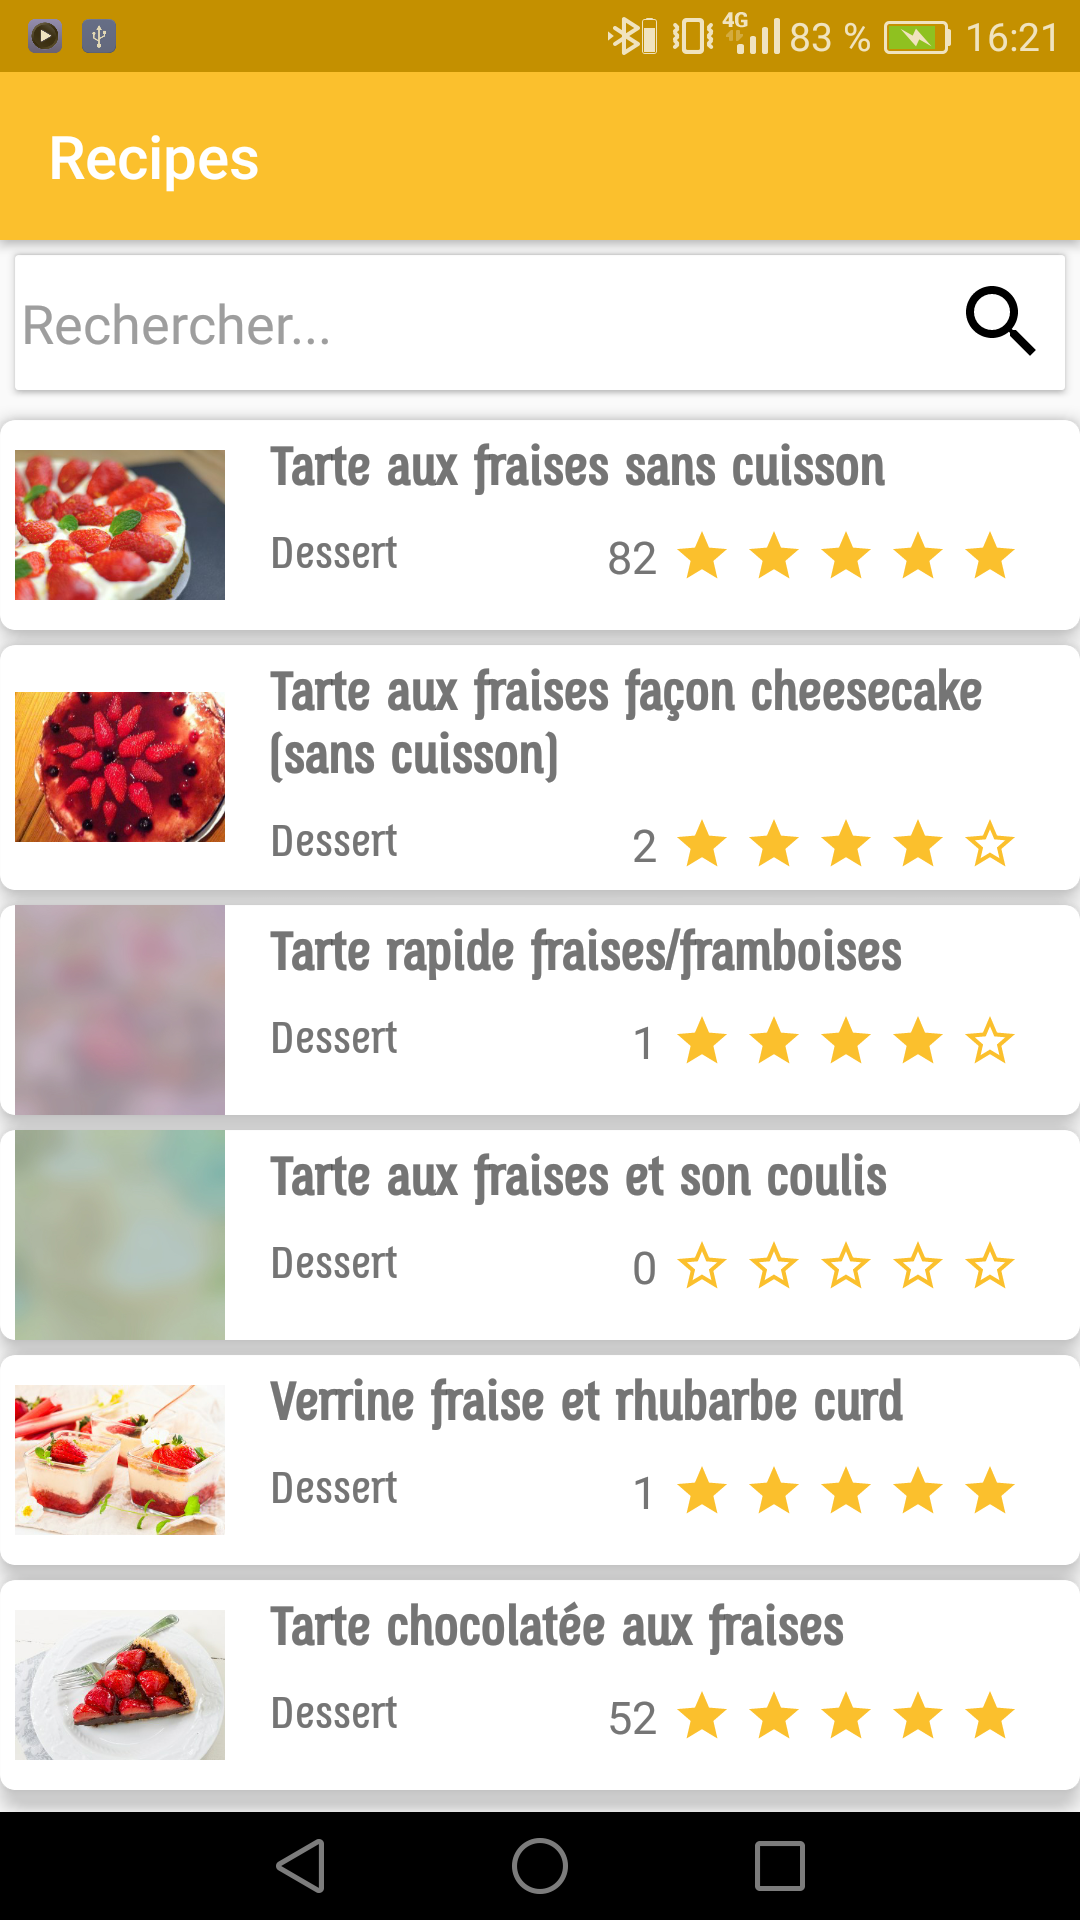 4G 83 % 16:21
Recipes
Rechercher...
Tarte aux fraises sans cuisson
Dessert 82
Tarte aux fraises façon cheesecake
(sans cuisson)
Dessert 2
Tarte rapide fraises/framboises
Dessert 1
Tarte aux fraises et son coulis
Dessert 0
Verrine fraise et rhubarbe curd
Dessert 1
Tarte chocolatée aux fraises
Dessert 52